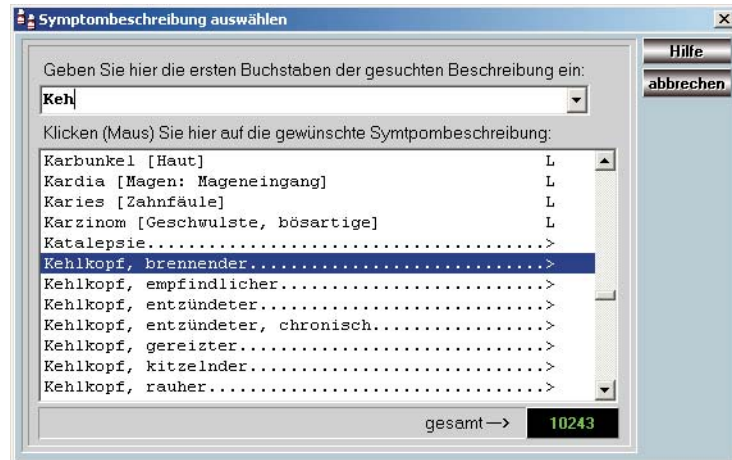 Symptombeschreibung auswählen
Hilfe
abbrechen
Geben Sie hier die ersten Buchstaben der gesuchten Beschreibung ein:
Keh
Klicken (Maus) Sie hier auf die gewünschte Symtpombeschreibung:
Karbunkel [Haut] L
Kardia [Magen: Mageneingang] L
Karies [Zahnfäule] L
Karzinom [Geschwulste, bösartige] L
Katalepsie........................................>
Kehlkopf, brennender..............................>
Kehlkopf, empfindlicher...........................>
Kehlkopf, entzündeter.............................>
Kehlkopf, entzündeter, chronisch..................>
Kehlkopf, gereizter...............................>
Kehlkopf, kitzelnder..............................>
Kehlkopf, rauher..................................>
gesamt —> 10243